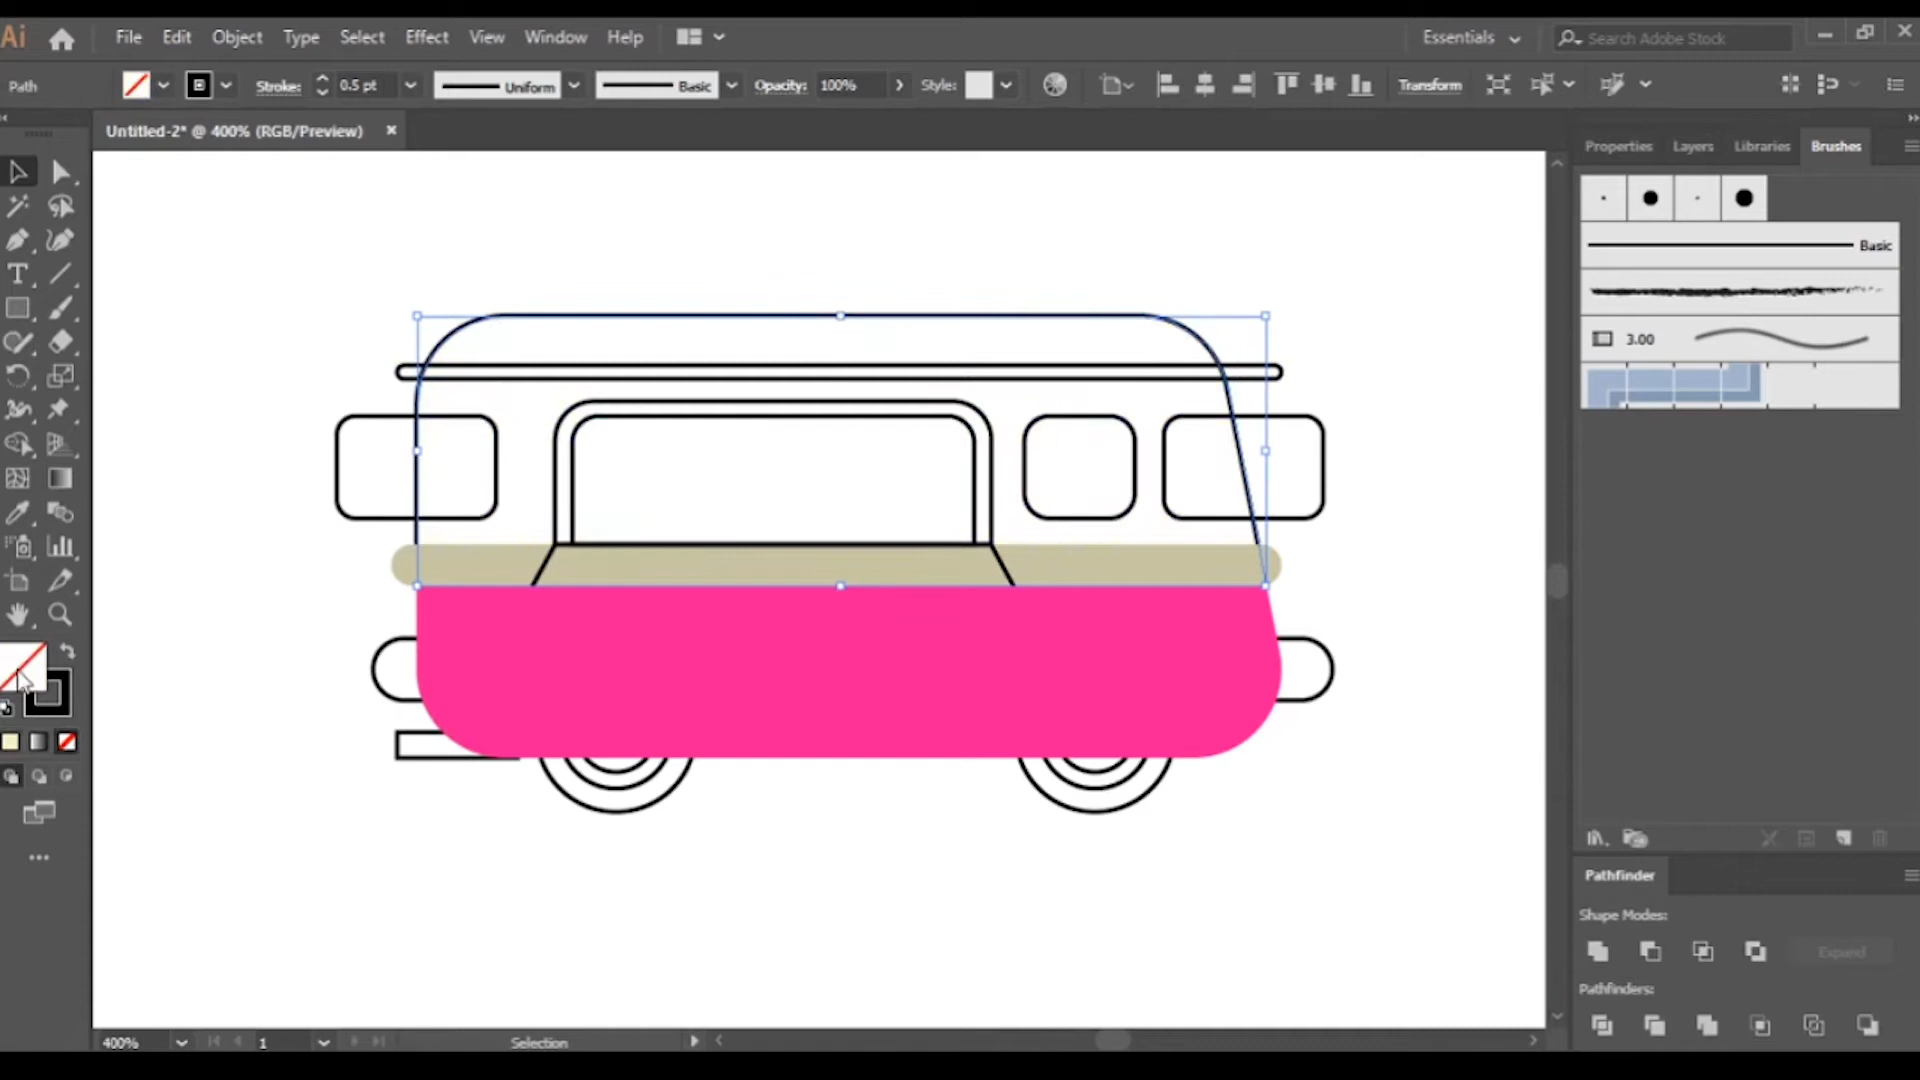 Ai File Edit Object Type Select Effect View Window Help Essentials Search Adobe Stock
Path Stroke: 0.5 pt Uniform Basic Opacity: 100% Style: Transform
Untitled-2* @ 400% (RGB/Preview)
Properties Layers Libraries Brushes
Basic
3.00
Pathfinder
Shape Modes:
Expand
Pathfinders:
400% 1 Selection